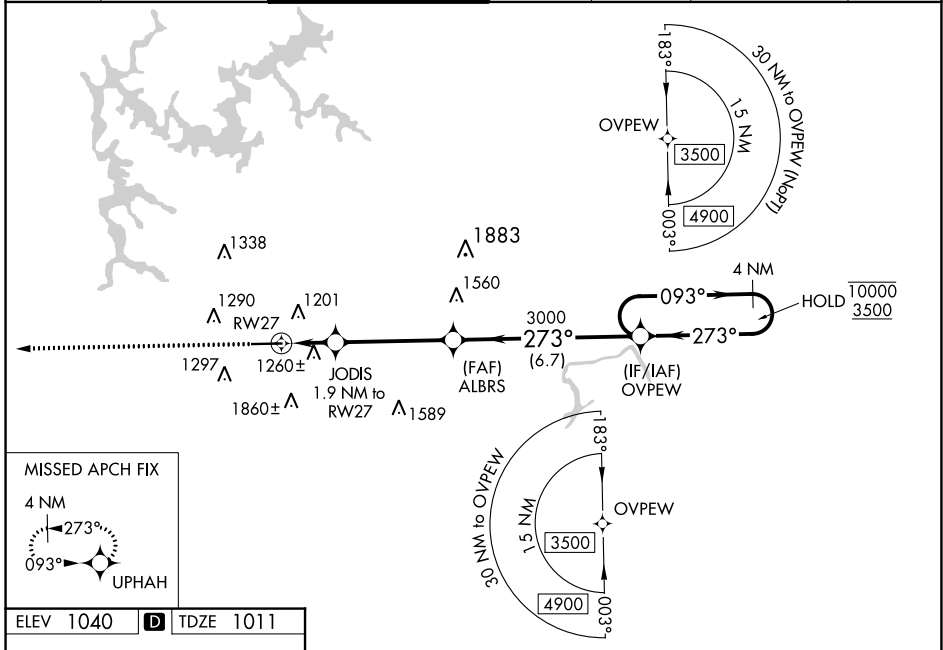 183°
30 NM to OVPEW (NoPT)
15 NM
OVPEW
3500
4900
003°
1883
1338
1560
4 NM
093°
HOLD 10000
3500
1290
1201
RW27
3000
273°
(6.7)
273°
1297
1260±
JODIS
1.9 NM to
RW27
(FAF)
ALBRS
(IF/IAF)
OVPEW
1860±
1589
183°
30 NM to OVPEW
15 NM
OVPEW
3500
4900
003°
MISSED APCH FIX
4 NM
273°
093°
UPHAH
ELEV 1040 D TDZE 1011